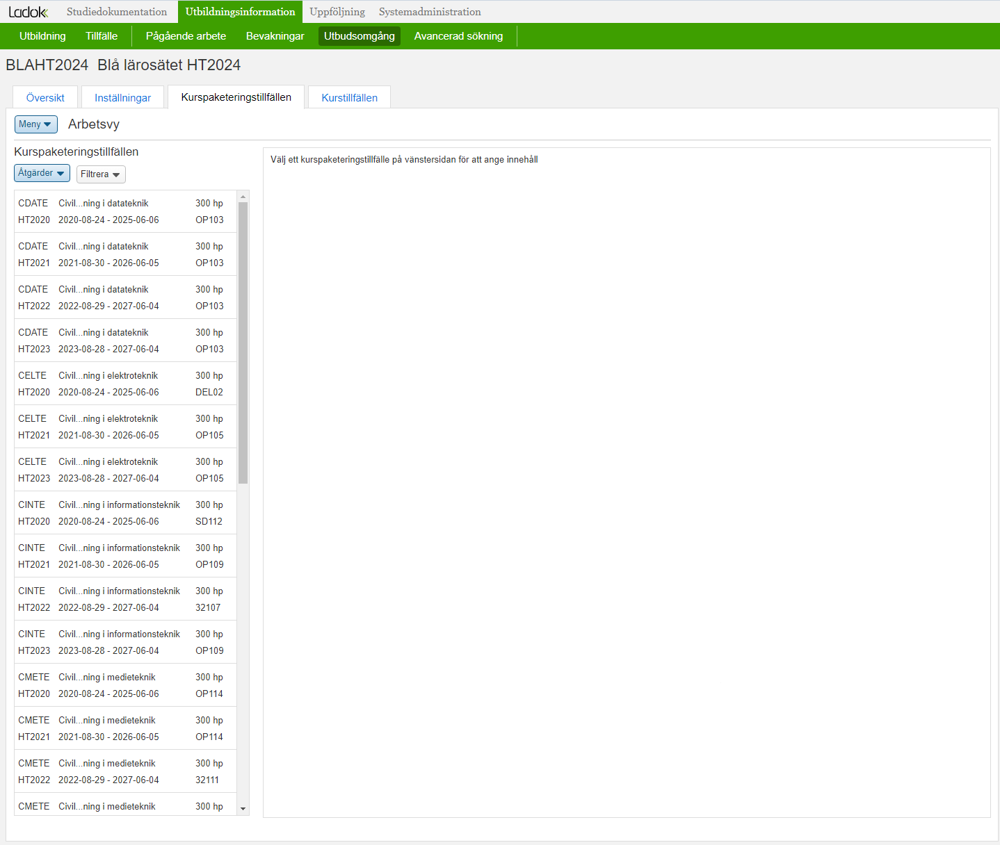 Ladok Studiedokumentation Utbildningsinformation Uppföljning Systemadministration
Utbildning Tillfälle Pågående arbete Bevakningar Utbudsomgång Avancerad sökning
BLAHT2024 Blå lärosätet HT2024
Översikt Inställningar Kurspaketeringstillfällen Kurstillfällen
Meny Arbetsvy
Kurspaketeringstillfällen
Åtgärder Filtrera
Välj ett kurspaketeringstillfälle på vänstersidan för att ange innehåll
CDATE Civil...ning i datateknik 300 hp
HT2020 2020-08-24 - 2025-06-06 OP103
CDATE Civil...ning i datateknik 300 hp
HT2021 2021-08-30 - 2026-06-05 OP103
CDATE Civil...ning i datateknik 300 hp
HT2022 2022-08-29 - 2027-06-04 OP103
CDATE Civil...ning i datateknik 300 hp
HT2023 2023-08-28 - 2027-06-04 OP103
CELTE Civil...ning i elektroteknik 300 hp
HT2020 2020-08-24 - 2025-06-06 DEL02
CELTE Civil...ning i elektroteknik 300 hp
HT2021 2021-08-30 - 2026-06-05 OP105
CELTE Civil...ning i elektroteknik 300 hp
HT2023 2023-08-28 - 2027-06-04 OP105
CINTE Civil...ning i informationsteknik 300 hp
HT2020 2020-08-24 - 2025-06-06 SD112
CINTE Civil...ning i informationsteknik 300 hp
HT2021 2021-08-30 - 2026-06-05 OP109
CINTE Civil...ning i informationsteknik 300 hp
HT2022 2022-08-29 - 2027-06-04 32107
CINTE Civil...ning i informationsteknik 300 hp
HT2023 2023-08-28 - 2027-06-04 OP109
CMETE Civil...ning i medieteknik 300 hp
HT2020 2020-08-24 - 2025-06-06 OP114
CMETE Civil...ning i medieteknik 300 hp
HT2021 2021-08-30 - 2026-06-05 OP114
CMETE Civil...ning i medieteknik 300 hp
HT2022 2022-08-29 - 2027-06-04 32111
CMETE Civil...ning i medieteknik 300 hp